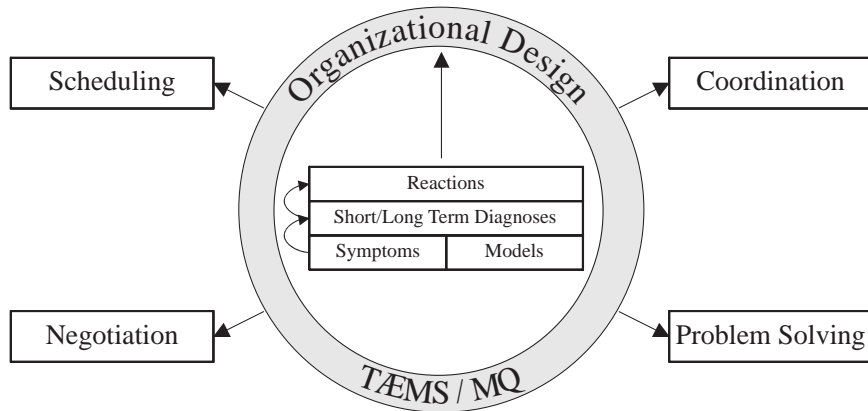 Organizational Design
Scheduling
Coordination
Reactions
Short/Long Term Diagnoses
Symptoms
Models
Negotiation
Problem Solving
TÆMS / MQ